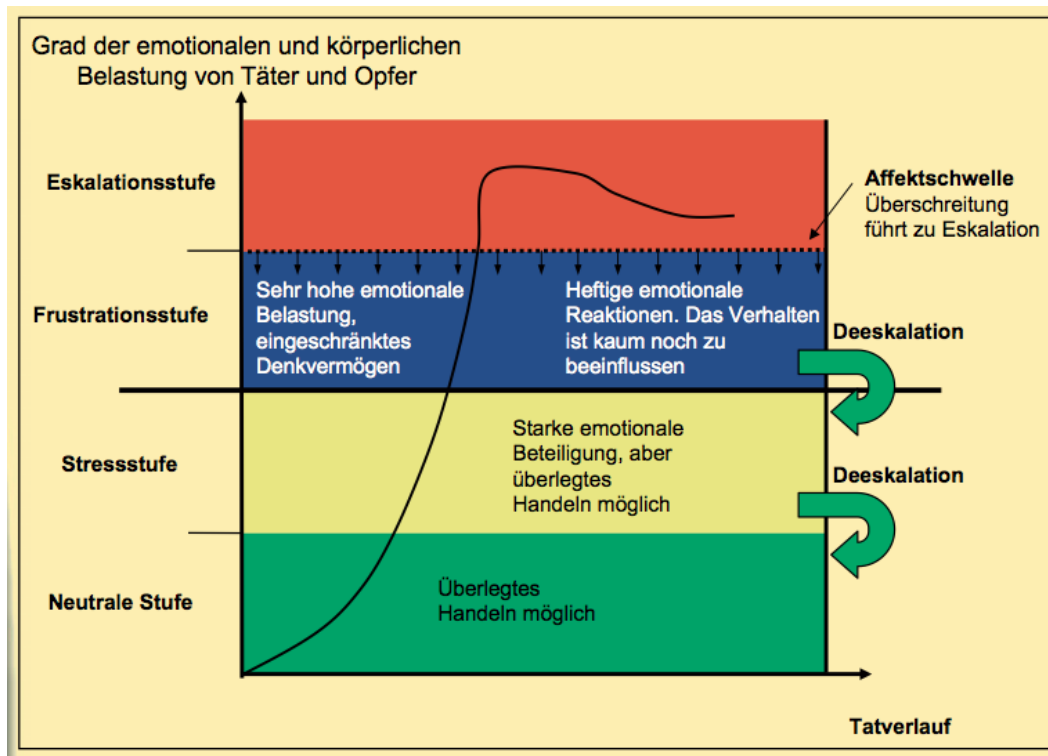 Grad der emotionalen und körperlichen
Belastung von Täter und Opfer
Eskalationsstufe
Affektschwelle
Überschreitung
führt zu Eskalation
Frustrationsstufe
Sehr hohe emotionale
Belastung,
eingeschränktes
Denkvermögen
Heftige emotionale
Reaktionen. Das Verhalten
ist kaum noch zu
beeinflussen
Deeskalation
Stressstufe
Starke emotionale
Beteiligung, aber
überlegtes
Handeln möglich
Deeskalation
Neutrale Stufe
Überlegtes
Handeln möglich
Tatverlauf